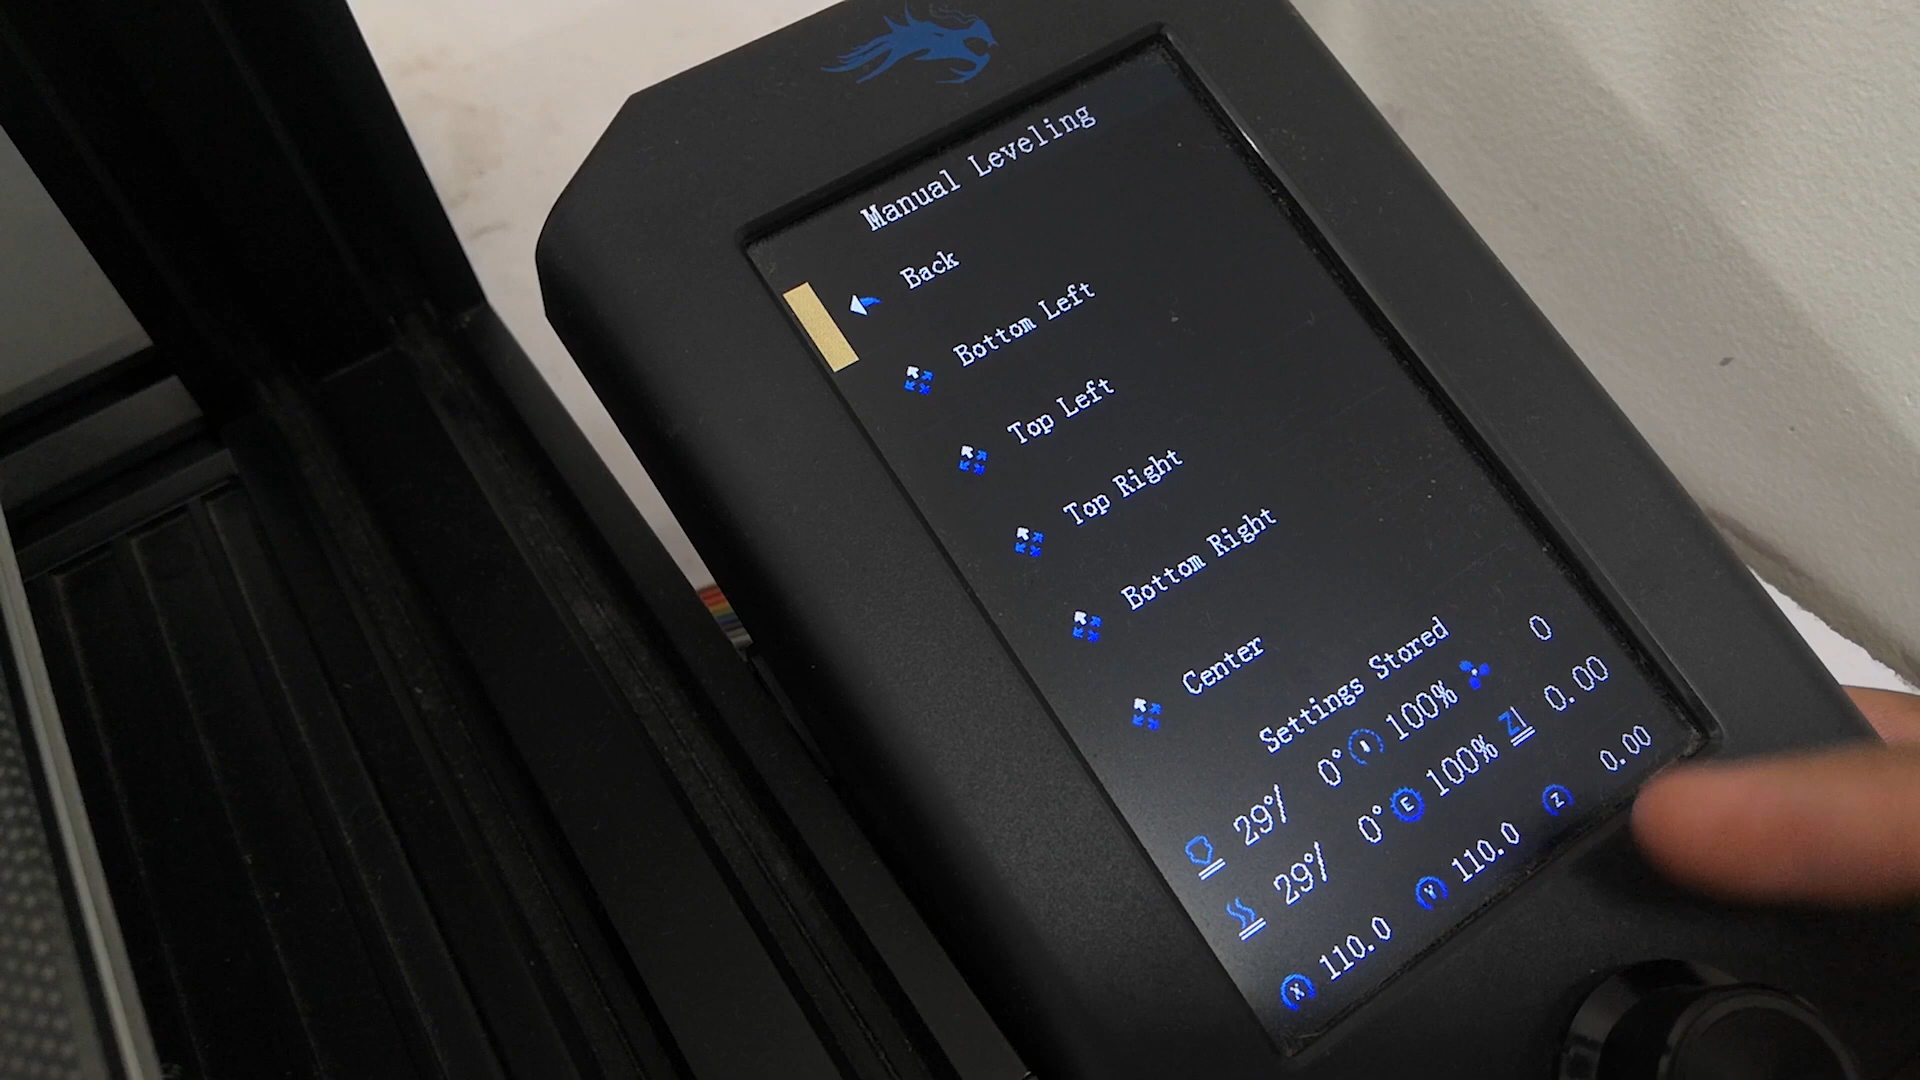 Manual Leveling
Back
Bottom Left
Top Left
Top Right
Bottom Right
Center
Settings Stored
29°/ 0° 100% 0
29°/ 0° E 100% Z 0.00
X 110.0 Y 110.0 Z 0.00